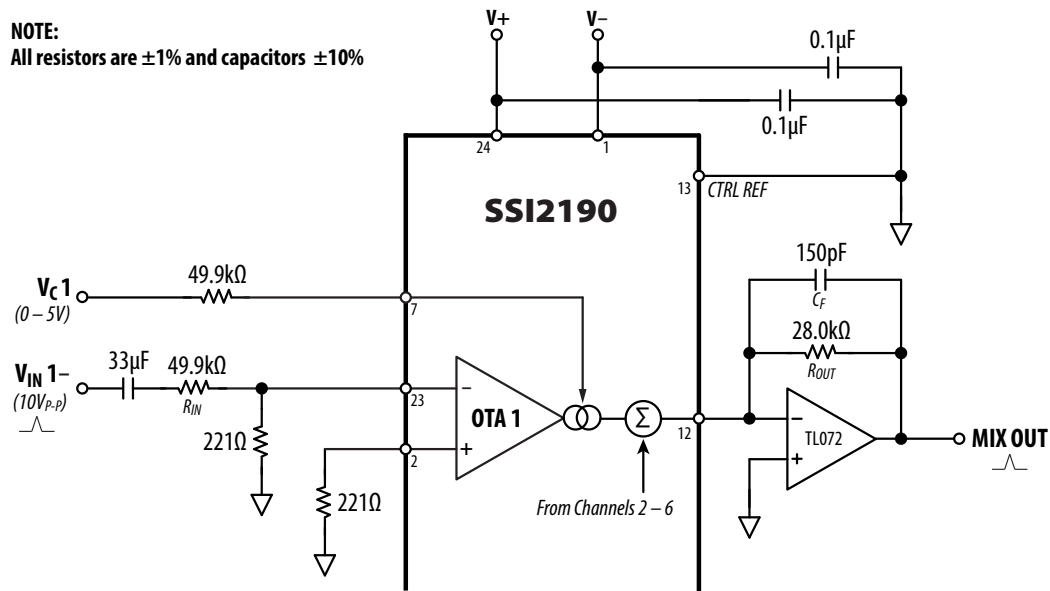 NOTE:
All resistors are ±1% and capacitors ±10%
V+
V–
0.1µF
0.1µF
24
1
13
CTRL REF
SSI2190
VC 1
(0 – 5V)
49.9kΩ
7
VIN 1–
(10VP-P)
33µF
49.9kΩ
RIN
23
–
221Ω
OTA 1
2
+
221Ω
Σ
12
From Channels 2 – 6
150pF
CF
28.0kΩ
ROUT
–
TL072
+
MIX OUT